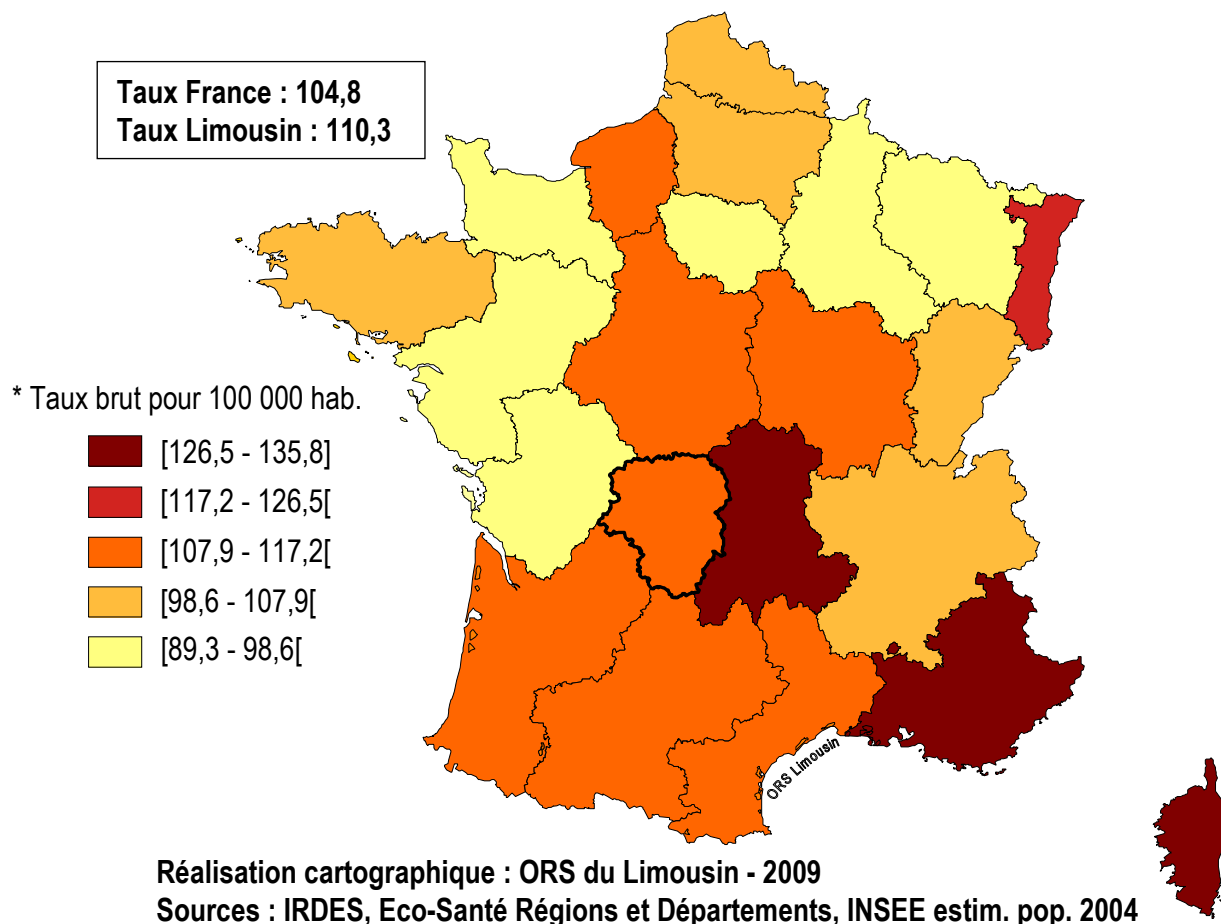 Taux France : 104,8
Taux Limousin : 110,3
* Taux brut pour 100 000 hab.
[126,5 - 135,8]
[117,2 - 126,5[
[107,9 - 117,2[
[98,6 - 107,9[
[89,3 - 98,6[
ORS Limousin
Réalisation cartographique : ORS du Limousin - 2009
Sources : IRDES, Eco-Santé Régions et Départements, INSEE estim. pop. 2004